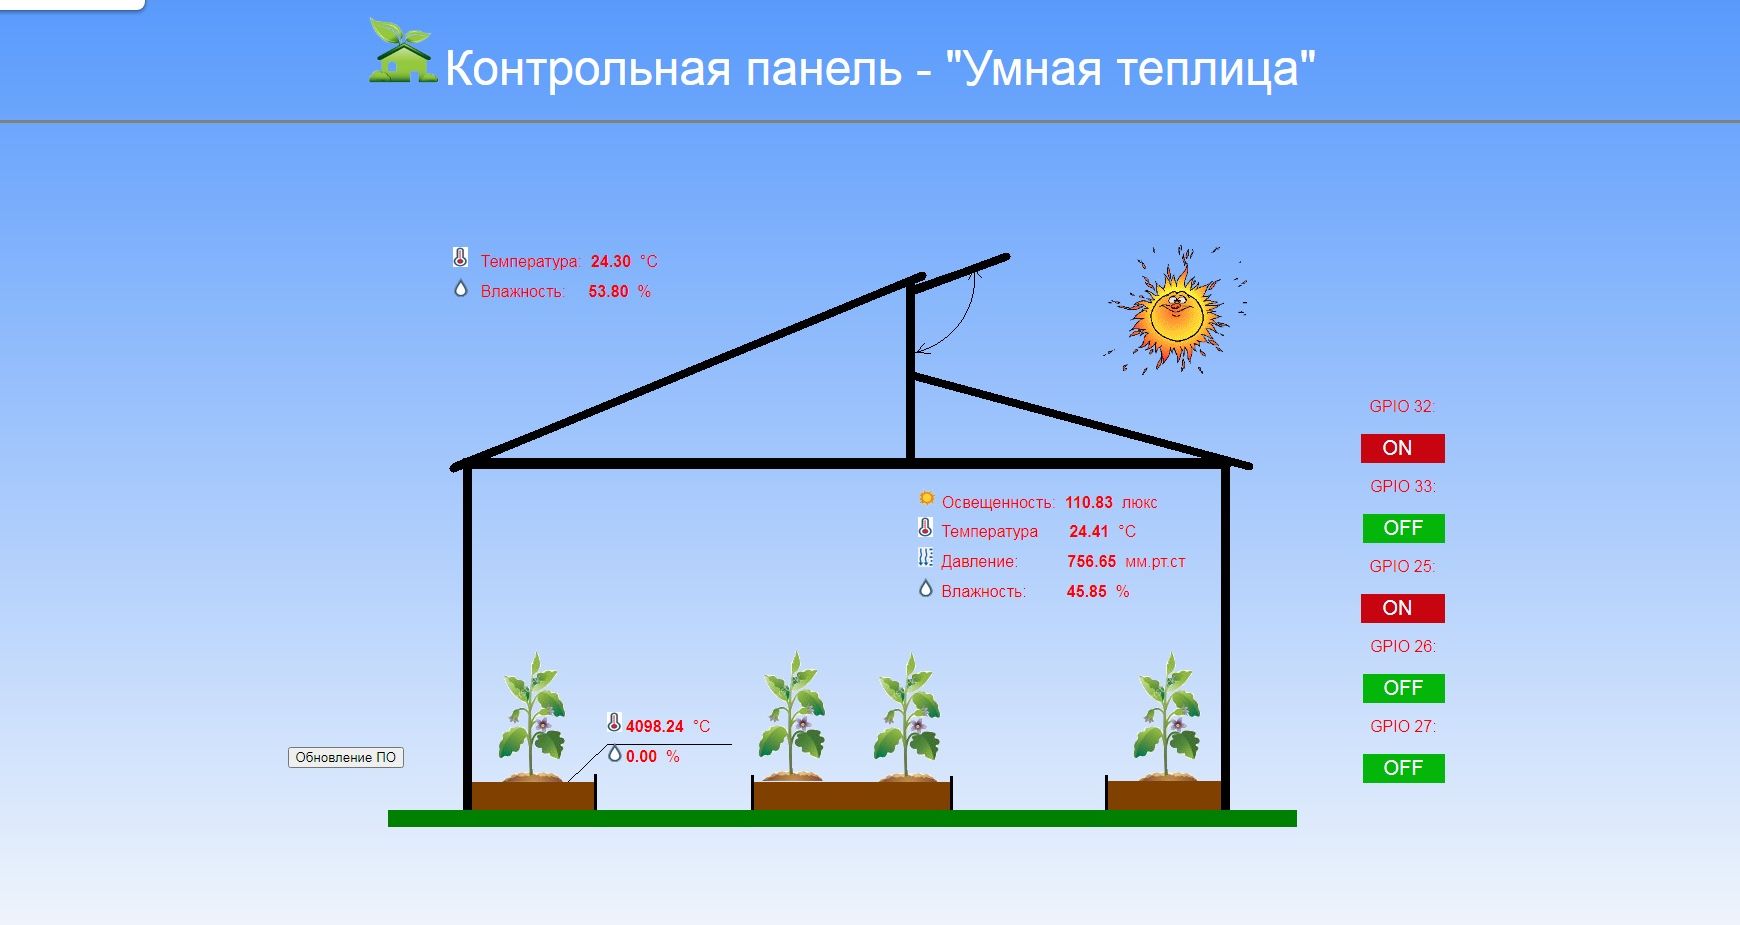 Контрольная панель - "Умная теплица"
Температура: 24.30 °C
Влажность: 53.80 %
GPIO 32:
ON
GPIO 33:
OFF
GPIO 25:
ON
GPIO 26:
OFF
GPIO 27:
OFF
Освещенность: 110.83 люкс
Температура 24.41 °C
Давление: 756.65 мм.рт.ст
Влажность: 45.85 %
4098.24 °C
0.00 %
Обновление ПО